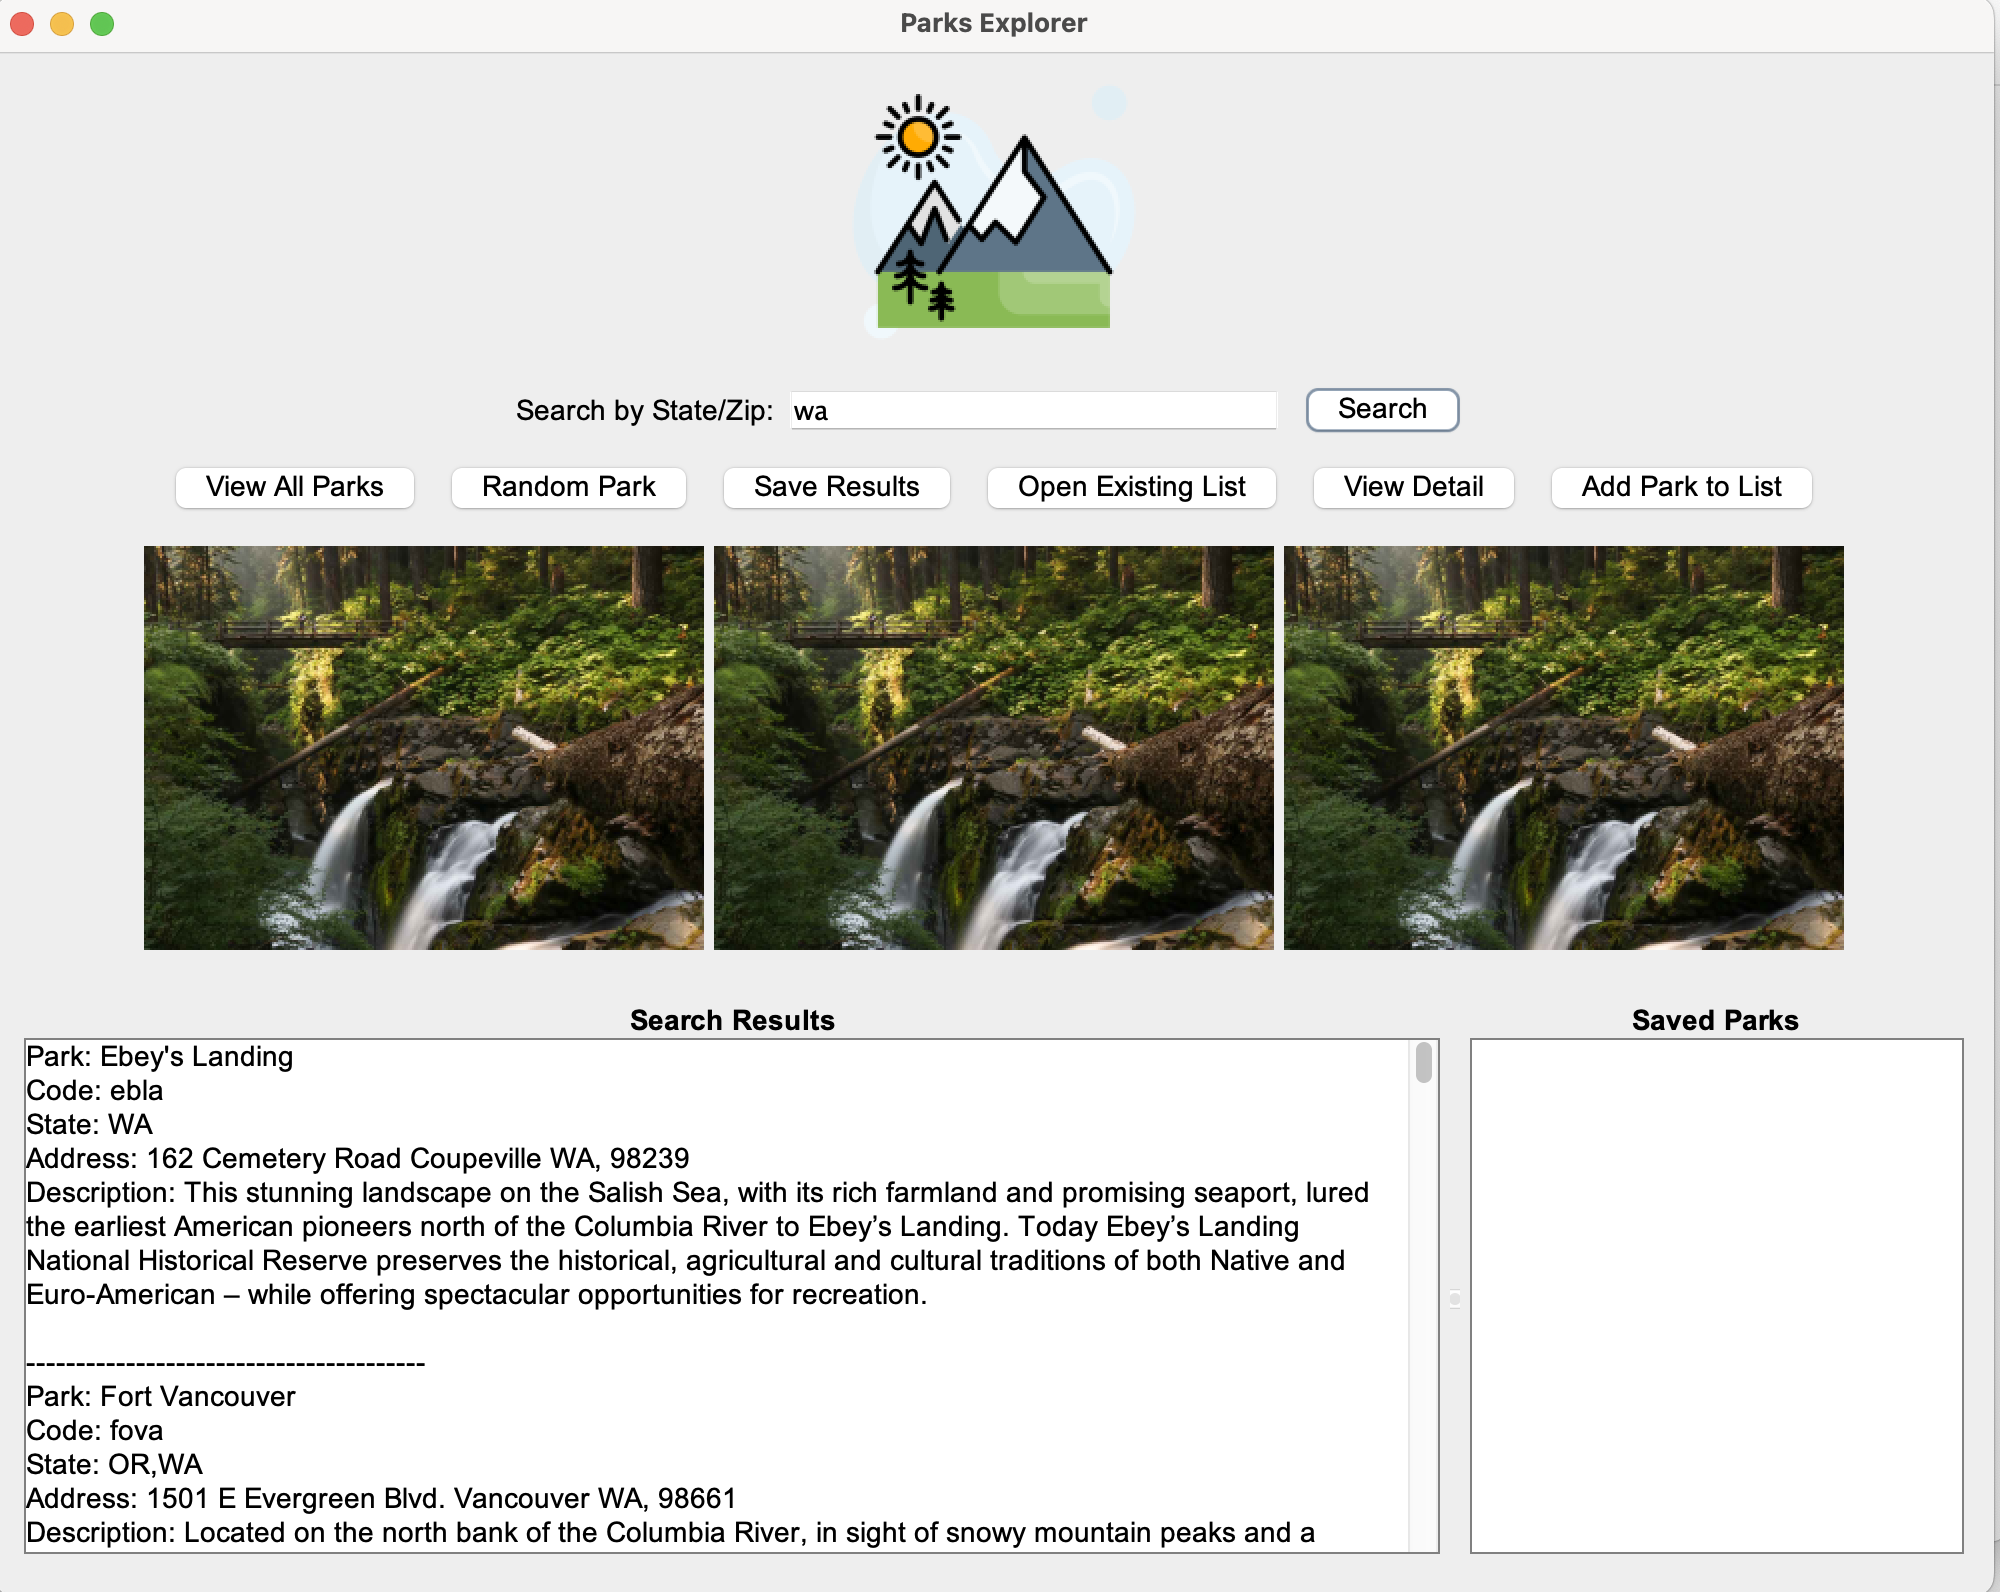 Parks Explorer
Search by State/Zip: wa Search
View All Parks Random Park Save Results Open Existing List View Detail Add Park to List
Search Results
Park: Ebey's Landing
Code: ebla
State: WA
Address: 162 Cemetery Road Coupeville WA, 98239
Description: This stunning landscape on the Salish Sea, with its rich farmland and promising seaport, lured
the earliest American pioneers north of the Columbia River to Ebey’s Landing. Today Ebey’s Landing
National Historical Reserve preserves the historical, agricultural and cultural traditions of both Native and
Euro-American – while offering spectacular opportunities for recreation.
----------------------------------------
Park: Fort Vancouver
Code: fova
State: OR,WA
Address: 1501 E Evergreen Blvd. Vancouver WA, 98661
Description: Located on the north bank of the Columbia River, in sight of snowy mountain peaks and a
Saved Parks